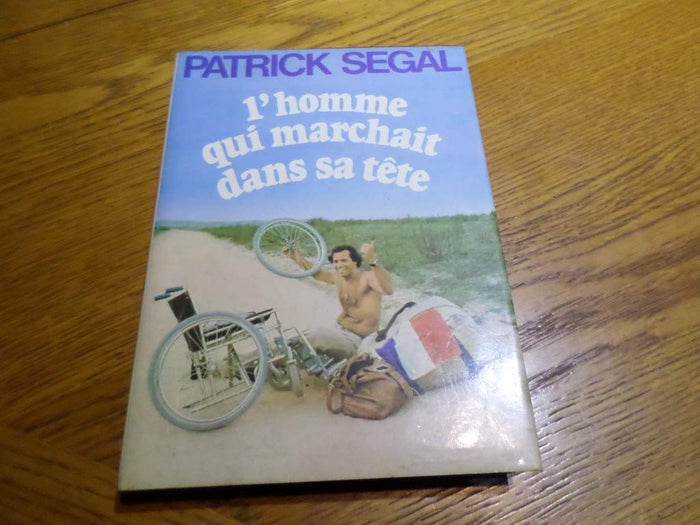 PATRICK SEGAL
l'homme
qui marchait
dans sa tête